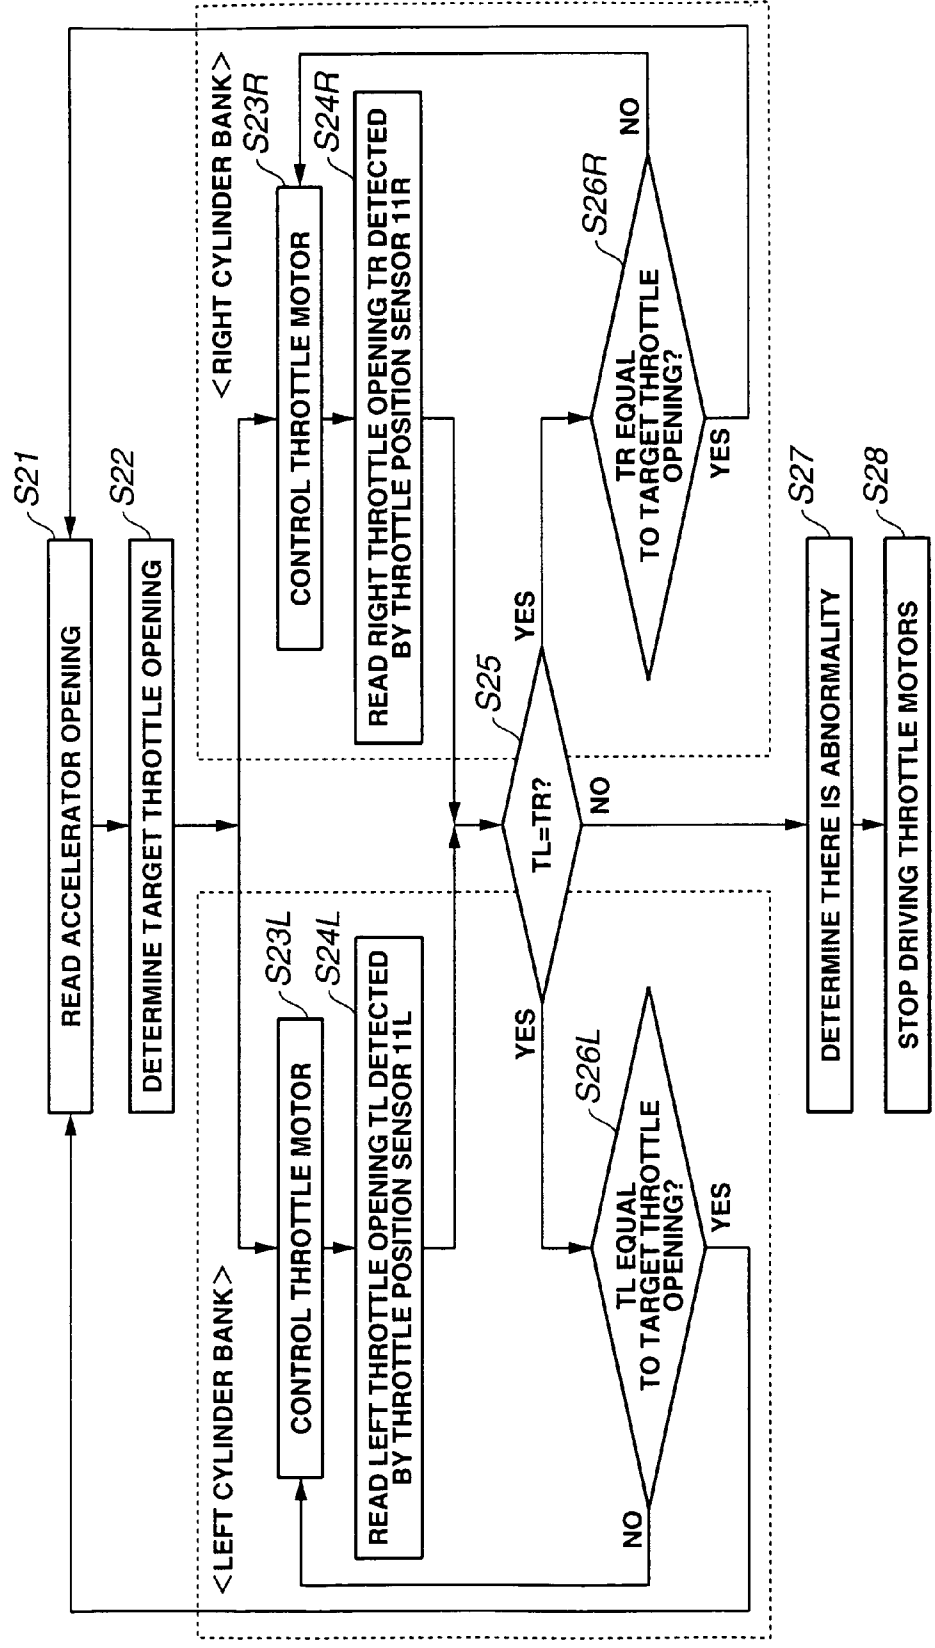 S21
READ ACCELERATOR OPENING
S22
DETERMINE TARGET THROTTLE OPENING
<LEFT CYLINDER BANK>
S23L
CONTROL THROTTLE MOTOR
S24L
READ LEFT THROTTLE OPENING TL DETECTED
BY THROTTLE POSITION SENSOR 11L
<RIGHT CYLINDER BANK>
S23R
CONTROL THROTTLE MOTOR
S24R
READ RIGHT THROTTLE OPENING TR DETECTED
BY THROTTLE POSITION SENSOR 11R
S25
TL=TR?
YES
YES
NO
S26L
TL EQUAL
TO TARGET THROTTLE
OPENING?
NO
YES
S26R
TR EQUAL
TO TARGET THROTTLE
OPENING?
NO
YES
S27
DETERMINE THERE IS ABNORMALITY
S28
STOP DRIVING THROTTLE MOTORS